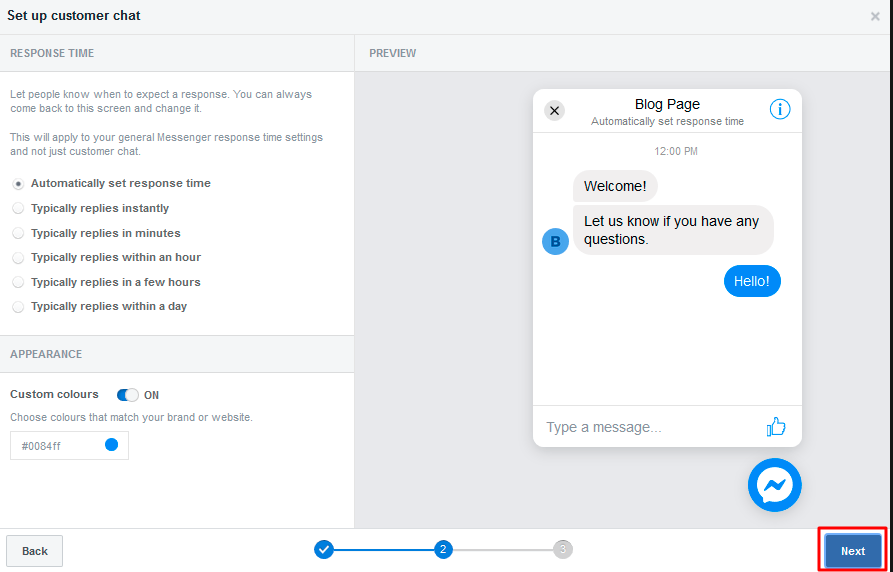 Set up customer chat
×
RESPONSE TIME
Let people know when to expect a response. You can always
come back to this screen and change it.
This will apply to your general Messenger response time settings
and not just customer chat.
Automatically set response time
Typically replies instantly
Typically replies in minutes
Typically replies within an hour
Typically replies in a few hours
Typically replies within a day
APPEARANCE
Custom colours ON
Choose colours that match your brand or website.
#0084ff
PREVIEW
Blog Page
Automatically set response time
12:00 PM
Welcome!
Let us know if you have any
questions.
B
Hello!
Type a message...
Back
2
3
Next